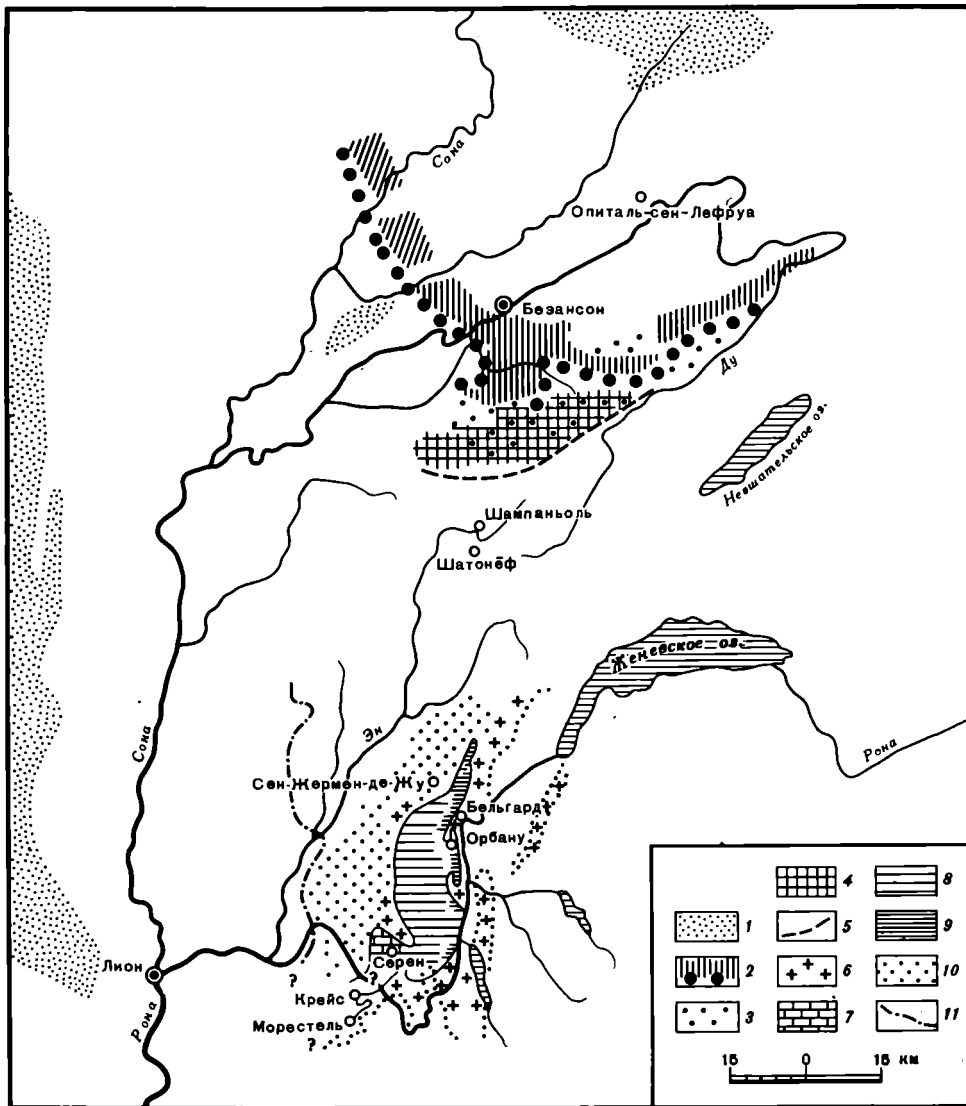 Сона
Опиталь-сен-Лефруа
Безансон
Ду
Невшательское оз.
Шампаньоль
Шатонёф
Женевское оз.
Сона
Эн
Рона
Сен-Жермен-де-Жу
Бельгард
Орбану
Лион
Серен
?
?
Крейс
Рона
Морестель
?
4
8
1
5
9
2
6
10
3
7
11
15 0 15 км